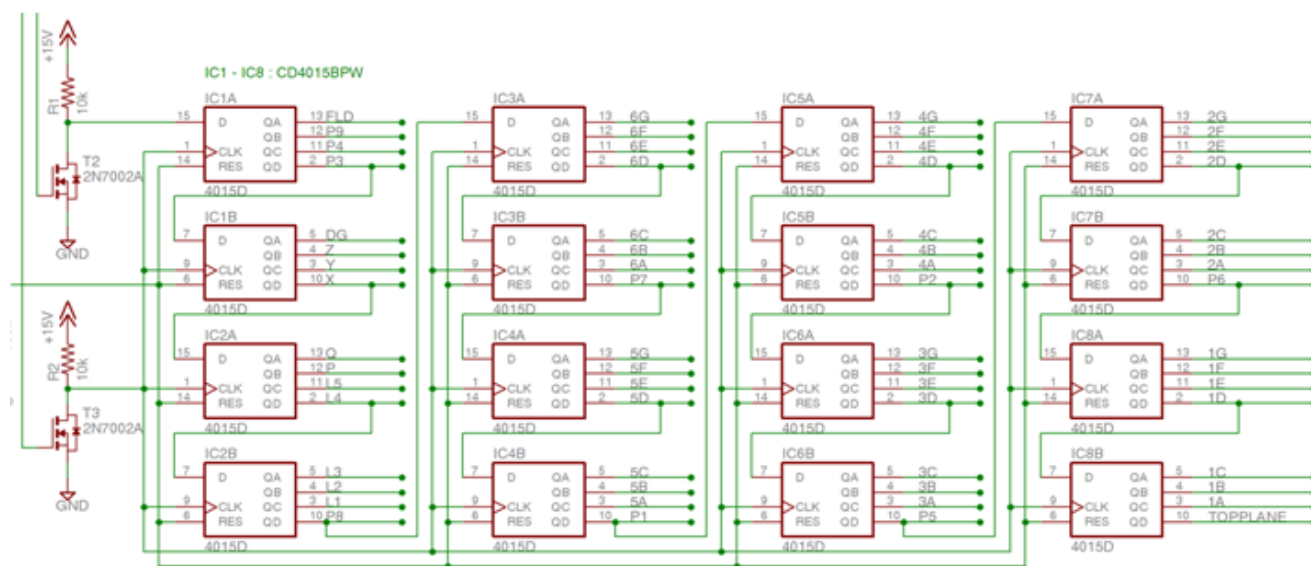 +15V
R1
10k
T2
2N7002A
GND
+15V
R2
10k
T3
2N7002A
GND
IC1 - IC8 : CD4015BPW
IC1A
15 D QA 13 FLD
QB 12 P9
1 CLK QC 11 P4
14 RES QD 2 P3
4015D
IC1B
7 D QA 5 DG
QB 4 Z
9 CLK QC 3 Y
6 RES QD 10 X
4015D
IC2A
15 D QA 13 Q
QB 12 P
1 CLK QC 11 L5
14 RES QD 2 L4
4015D
IC2B
7 D QA 5 L3
QB 4 L2
9 CLK QC 3 L1
6 RES QD 10 P8
4015D
IC3A
15 D QA 13 6G
QB 12 6F
1 CLK QC 11 6E
14 RES QD 2 6D
4015D
IC3B
7 D QA 5 6C
QB 4 6B
9 CLK QC 3 6A
6 RES QD 10 P7
4015D
IC4A
15 D QA 13 5G
QB 12 5F
1 CLK QC 11 5E
14 RES QD 2 5D
4015D
IC4B
7 D QA 5 5C
QB 4 5B
9 CLK QC 3 5A
6 RES QD 10 P1
4015D
IC5A
15 D QA 13 4G
QB 12 4F
1 CLK QC 11 4E
14 RES QD 2 4D
4015D
IC5B
7 D QA 5 4C
QB 4 4B
9 CLK QC 3 4A
6 RES QD 10 P2
4015D
IC6A
15 D QA 13 3G
QB 12 3F
1 CLK QC 11 3E
14 RES QD 2 3D
4015D
IC6B
7 D QA 5 3C
QB 4 3B
9 CLK QC 3 3A
6 RES QD 10 P5
4015D
IC7A
15 D QA 13 2G
QB 12 2F
1 CLK QC 11 2E
14 RES QD 2 2D
4015D
IC7B
7 D QA 5 2C
QB 4 2B
9 CLK QC 3 2A
6 RES QD 10 P6
4015D
IC8A
15 D QA 13 1G
QB 12 1F
1 CLK QC 11 1E
14 RES QD 2 1D
4015D
IC8B
7 D QA 5 1C
QB 4 1B
9 CLK QC 3 1A
6 RES QD 10 TOPPLANE
4015D